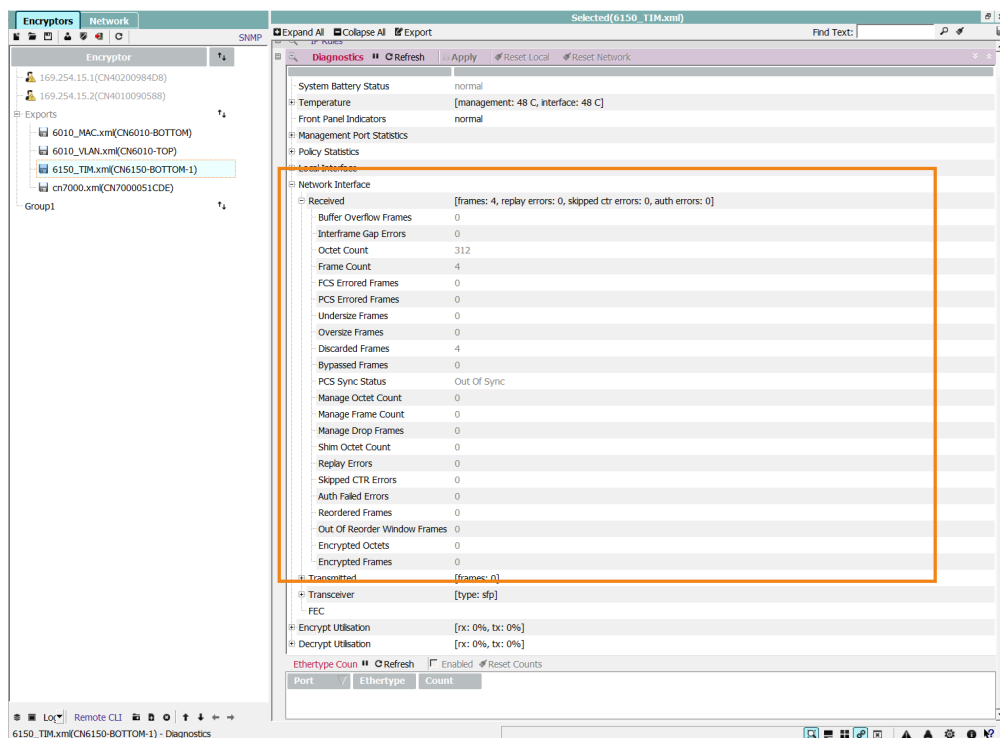 Encryptors Network
SNMP
Encryptor
169.254.15.1(CN40200984D8)
169.254.15.2(CN4010090588)
Exports
6010_MAC.xml(CN6010-BOTTOM)
6010_VLAN.xml(CN6010-TOP)
6150_TIM.xml(CN6150-BOTTOM-1)
cn7000.xml(CN7000051CDE)
Group1
Selected(6150_TIM.xml)
Expand All Collapse All Export Find Text:
IP Rules
Diagnostics Refresh Apply Reset Local Reset Network
System Battery Status normal
Temperature [management: 48 C, interface: 48 C]
Front Panel Indicators normal
Management Port Statistics
Policy Statistics
Local Interface
Network Interface
Received [frames: 4, replay errors: 0, skipped ctr errors: 0, auth errors: 0]
Buffer Overflow Frames 0
Interframe Gap Errors 0
Octet Count 312
Frame Count 4
FCS Errored Frames 0
PCS Errored Frames 0
Undersize Frames 0
Oversize Frames 0
Discarded Frames 4
Bypassed Frames 0
PCS Sync Status Out Of Sync
Manage Octet Count 0
Manage Frame Count 0
Manage Drop Frames 0
Shim Octet Count 0
Replay Errors 0
Skipped CTR Errors 0
Auth Failed Errors 0
Reordered Frames 0
Out Of Reorder Window Frames 0
Encrypted Octets 0
Encrypted Frames 0
Transmitted [frames: 0]
Transceiver [type: sfp]
FEC
Encrypt Utilisation [rx: 0%, tx: 0%]
Decrypt Utilisation [rx: 0%, tx: 0%]
Ethertype Coun Refresh Enabled Reset Counts
Port Ethertype Count
Remote CLI
6150_TIM.xml(CN6150-BOTTOM-1) - Diagnostics